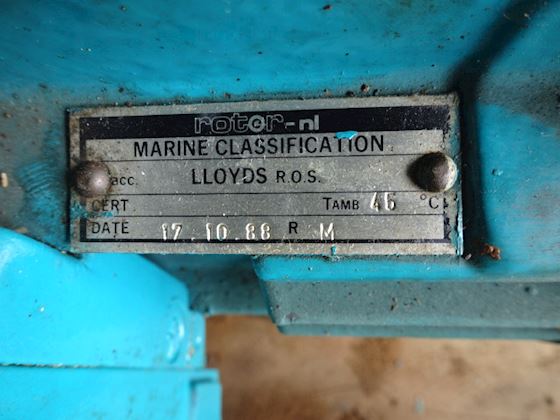 rotor-nl
MARINE CLASSIFICATION
acc. LLOYDS R.O.S.
CERT TAMB 45 °C
DATE 17.10.88 R M